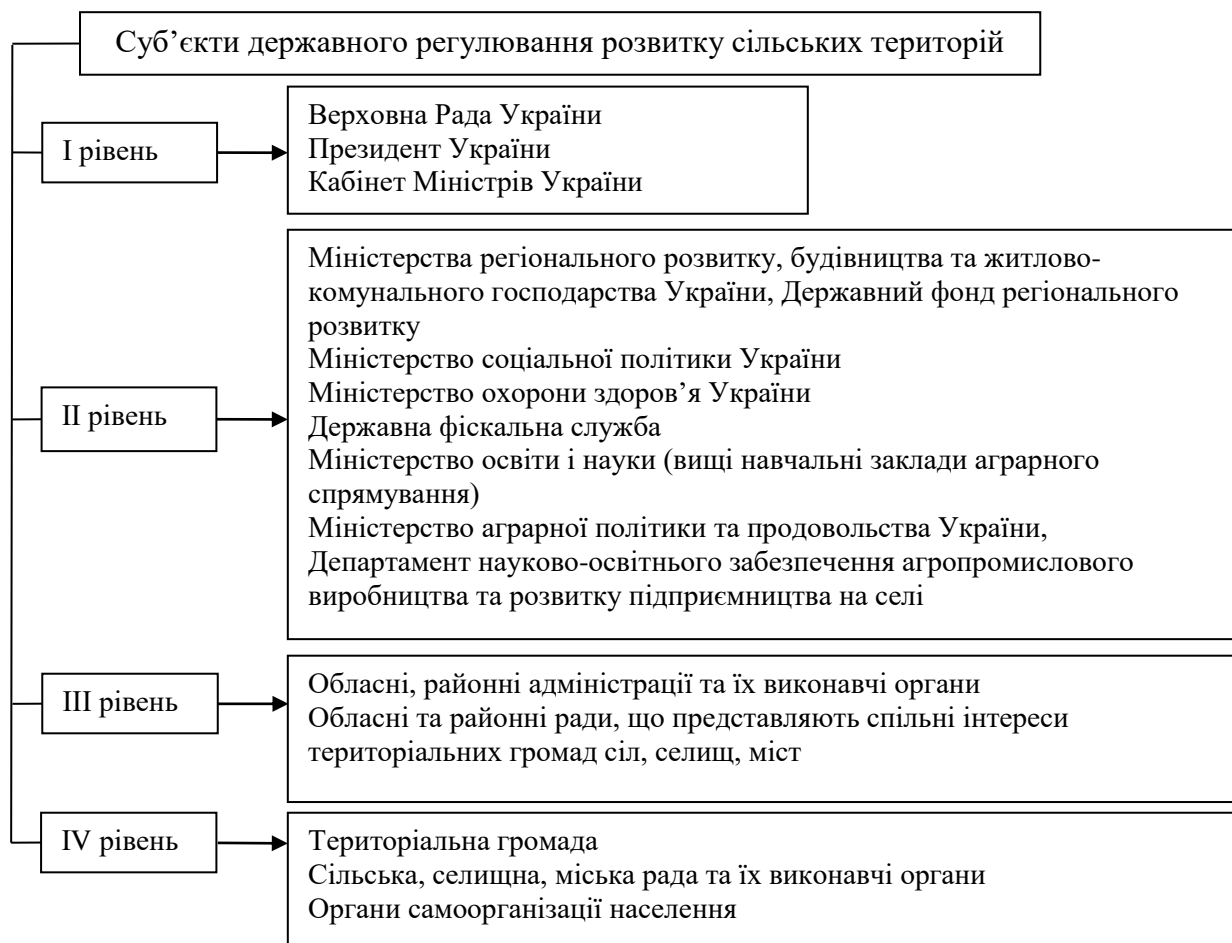 Суб’єкти державного регулювання розвитку сільських територій
І рівень
Верховна Рада України
Президент України
Кабінет Міністрів України
ІІ рівень
Міністерства регіонального розвитку, будівництва та житлово-
комунального господарства України, Державний фонд регіонального
розвитку
Міністерство соціальної політики України
Міністерство охорони здоров’я України
Державна фіскальна служба
Міністерство освіти і науки (вищі навчальні заклади аграрного
спрямування)
Міністерство аграрної політики та продовольства України,
Департамент науково-освітнього забезпечення агропромислового
виробництва та розвитку підприємництва на селі
ІІІ рівень
Обласні, районні адміністрації та їх виконавчі органи
Обласні та районні ради, що представляють спільні інтереси
територіальних громад сіл, селищ, міст
IV рівень
Територіальна громада
Сільська, селищна, міська рада та їх виконавчі органи
Органи самоорганізації населення